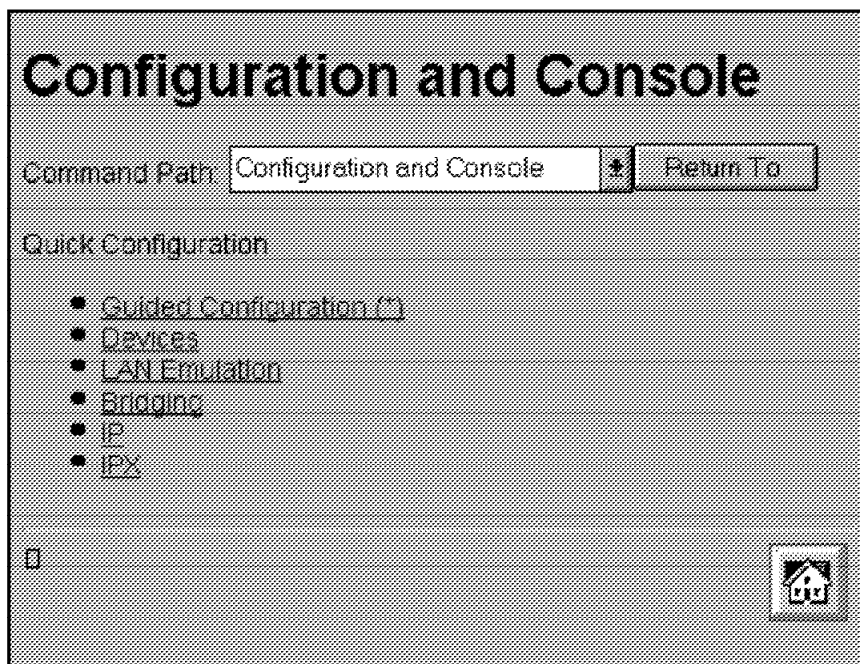 Configuration and Console
Command Path: Configuration and Console Return To
Quick Configuration
Guided Configuration (*)
Devices
LAN Emulation
Bridging
IP
IPX